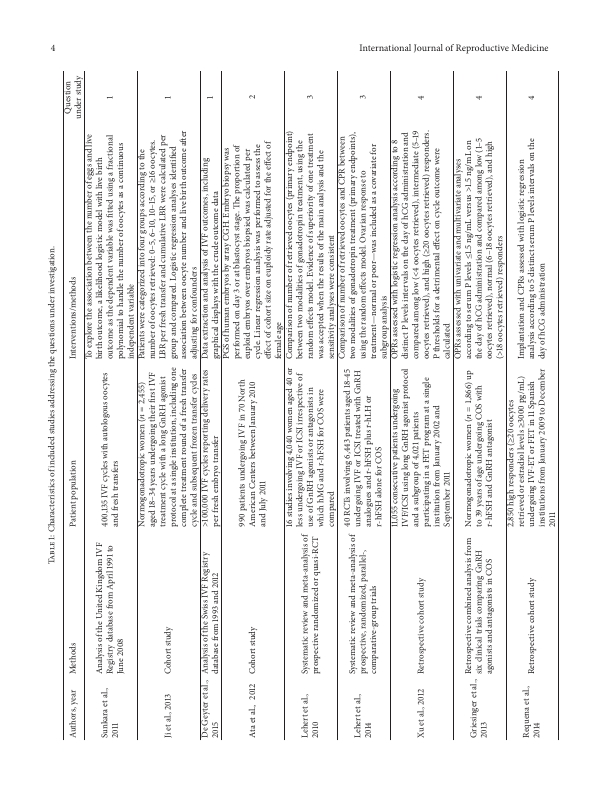 4
International Journal of Reproductive Medicine
Table 1: Characteristics of included studies addressing the questions under investigation.
Authors, year
Methods
Patient population
Interventions/methods
Question
under study
Sunkara et al.,
2011
Analysis of the United Kingdom IVF
Registry database from April 1991 to
June 2008
400,135 IVF cycles with autologous oocytes
and fresh transfers
To explore the association between the number of eggs and live
birth outcome, a likelihood logistic model with live birth
outcome as the dependent variable was fitted using a fractional
polynomial to handle the number of oocytes as a continuous
independent variable
1
Ji et al., 2013
Cohort study
Normogonadotropic women (n = 2,455)
aged 18–34 years undergoing their first IVF
treatment cycle with a long GnRH agonist
protocol at a single institution, including one
complete treatment round of a fresh transfer
cycle and subsequent frozen transfer cycles
Patients were categorized into four groups according to the
number of oocytes retrieved: 0–5, 6–10, 10–15, or ≥16 oocytes.
LBR per fresh transfer and cumulative LBR were calculated per
group and compared. Logistic regression analyses identified
associations between oocyte number and live birth outcome after
adjusting for confounders
1
De Geyter et al.,
2015
Analysis of the Swiss IVF Registry
database from 1993 and 2012
>100,000 IVF cycles reporting delivery rates
per fresh embryo transfer
Data extraction and analysis of IVF outcomes, including
graphical displays with the crude outcome data
1
Ata et al., 2012
Cohort study
990 patients undergoing IVF in 70 North
American Centers between January 2010
and July 2011
PGS of human embryos by array CGH. Embryo biopsy was
performed on day 3 or at blastocyst stage. The proportion of
euploid embryos over embryos biopsied was calculated per
cycle. Linear regression analysis was performed to assess the
effect of cohort size on euploidy rate adjusted for the effect of
female age
2
Lehert et al.,
2010
Systematic review and meta-analysis of
prospective randomized or quasi-RCT
16 studies involving 4,040 women aged 40 or
less undergoing IVF or ICSI irrespective of
use of GnRH agonists or antagonists in
which hMG and r-hFSH for COS were
compared
Comparison of number of retrieved oocytes (primary endpoint)
between two modalities of gonadotropin treatment, using the
random effects model. Evidence of superiority of one treatment
was accepted when the results of the main analysis and the
sensitivity analyses were consistent
3
Lehert et al.,
2014
Systematic review and meta-analysis of
prospective, randomized, parallel-,
comparative-group trials
40 RCTs involving 6,443 patients aged 18–45
undergoing IVF or ICSI treated with GnRH
analogues and r-hFSH plus r-hLH or
r-hFSH alone for COS
Comparison of number of retrieved oocytes and CPR between
two modes of gonadotropin treatment (primary endpoints),
using the random effects model. Ovarian response to
treatment—normal or poor—was included as a covariate for
subgroup analysis
3
Xu et al., 2012
Retrospective cohort study
11,055 consecutive patients undergoing
IVF/ICSI using long GnRH agonist protocol
and a subgroup of 4,021 patients
participating in a FET program at a single
institution from January 2002 and
September 2011
OPRs assessed with logistic regression analysis according to 8
distinct P levels intervals on the day of hCG administration and
compared among low (<4 oocytes retrieved), intermediate (5–19
oocytes retrieved), and high (≥20 oocytes retrieved) responders.
P thresholds for a detrimental effect on cycle outcome were
calculated
4
Griesinger et al.,
2013
Retrospective combined analysis from
six clinical trials comparing GnRH
agonists and antagonists in COS
Normogonadotropic women (n = 1,866) up
to 39 years of age undergoing COS with
r-hFSH and GnRH antagonist
OPRs assessed with univariate and multivariate analyses
according to serum P levels ≤1.5 ng/mL versus >1.5 ng/mL on
the day of hCG administration and compared among low (1–5
oocytes retrieved), normal (6–18 oocytes retrieved), and high
(>18 oocytes retrieved) responders
4
Requena et al.,
2014
Retrospective cohort study
2,850 high responders (≥20 oocytes
retrieved or estradiol levels >3000 pg/mL)
undergoing IVF-ET or FET in 11 Spanish
institutions from January 2009 to December
2011
Implantation and CPRs assessed with logistic regression
analysis according to 5 distinct serum P levels intervals on the
day of hCG administration
4